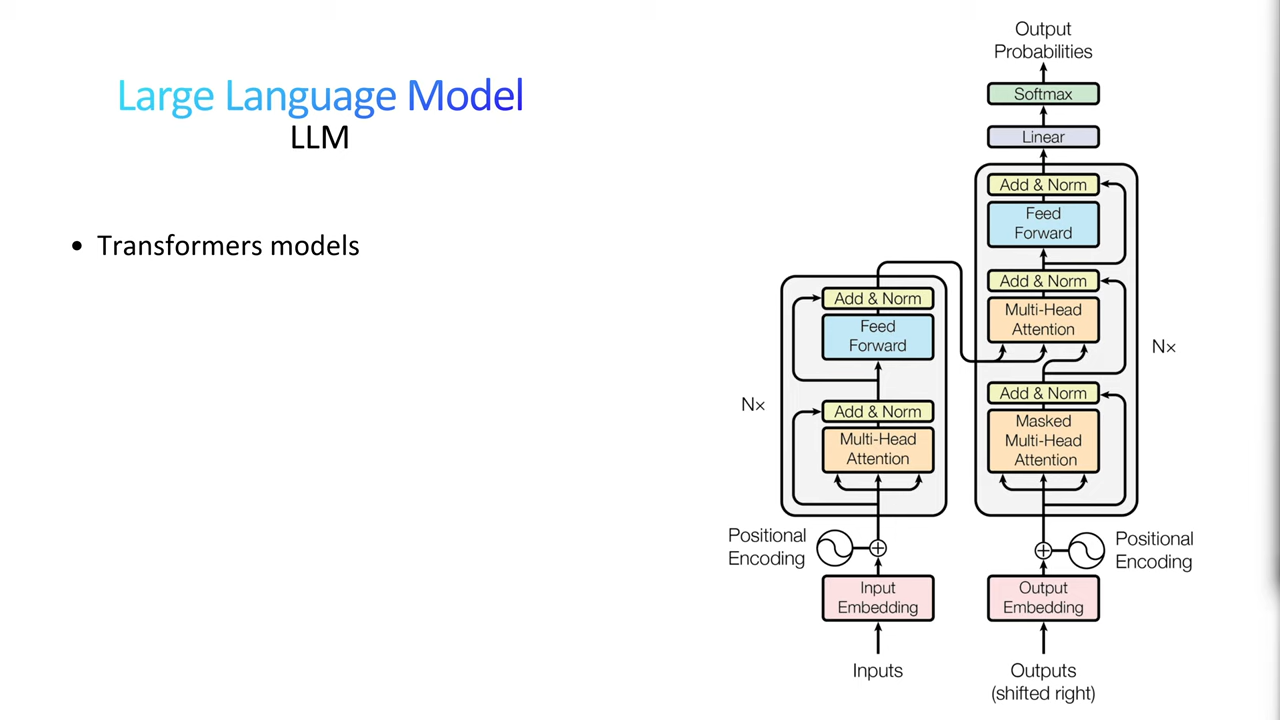 Large Language Model
LLM
• Transformers models
Output
Probabilities
Softmax
Linear
Add & Norm
Feed
Forward
Add & Norm
Multi-Head
Attention
Add & Norm
Masked
Multi-Head
Attention
N×
Add & Norm
Feed
Forward
Add & Norm
Multi-Head
Attention
N×
Positional
Encoding
Positional
Encoding
Input
Embedding
Output
Embedding
Inputs
Outputs
(shifted right)